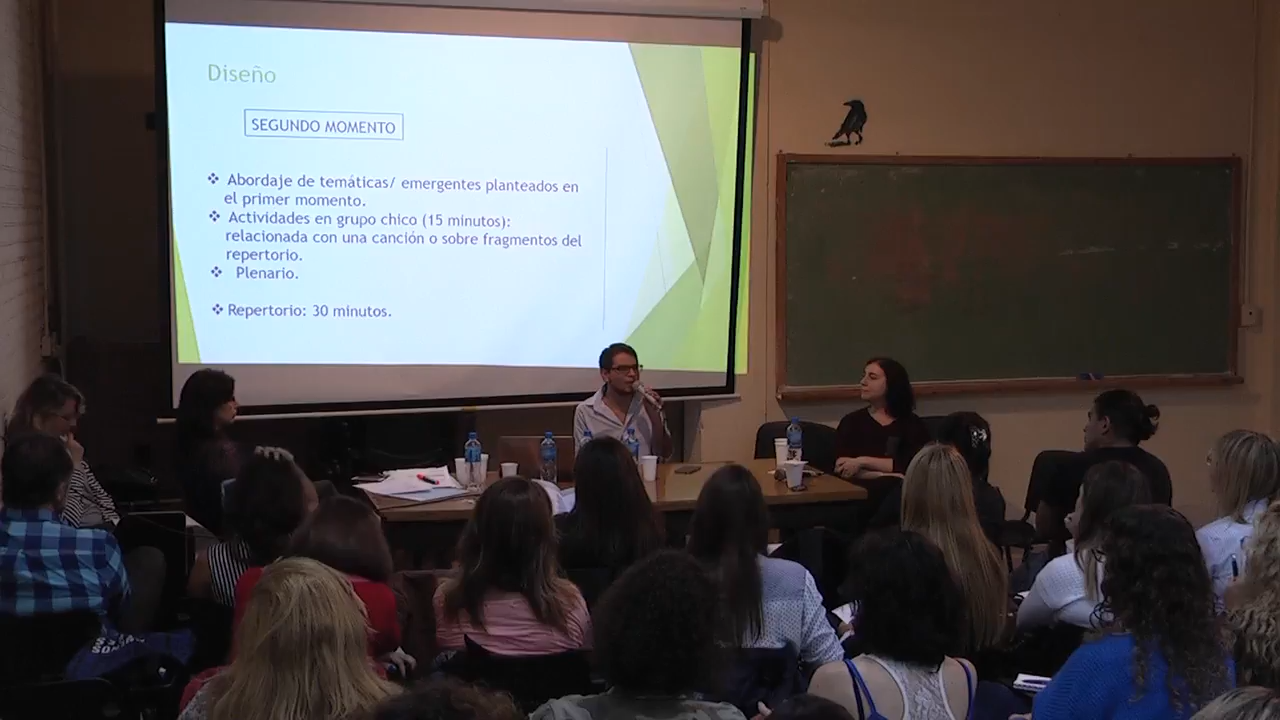 Diseño
SEGUNDO MOMENTO
❖ Abordaje de temáticas/ emergentes planteados en
el primer momento.
❖ Actividades en grupo chico (15 minutos):
relacionada con una canción o sobre fragmentos del
repertorio.
❖ Plenario.
❖ Repertorio: 30 minutos.